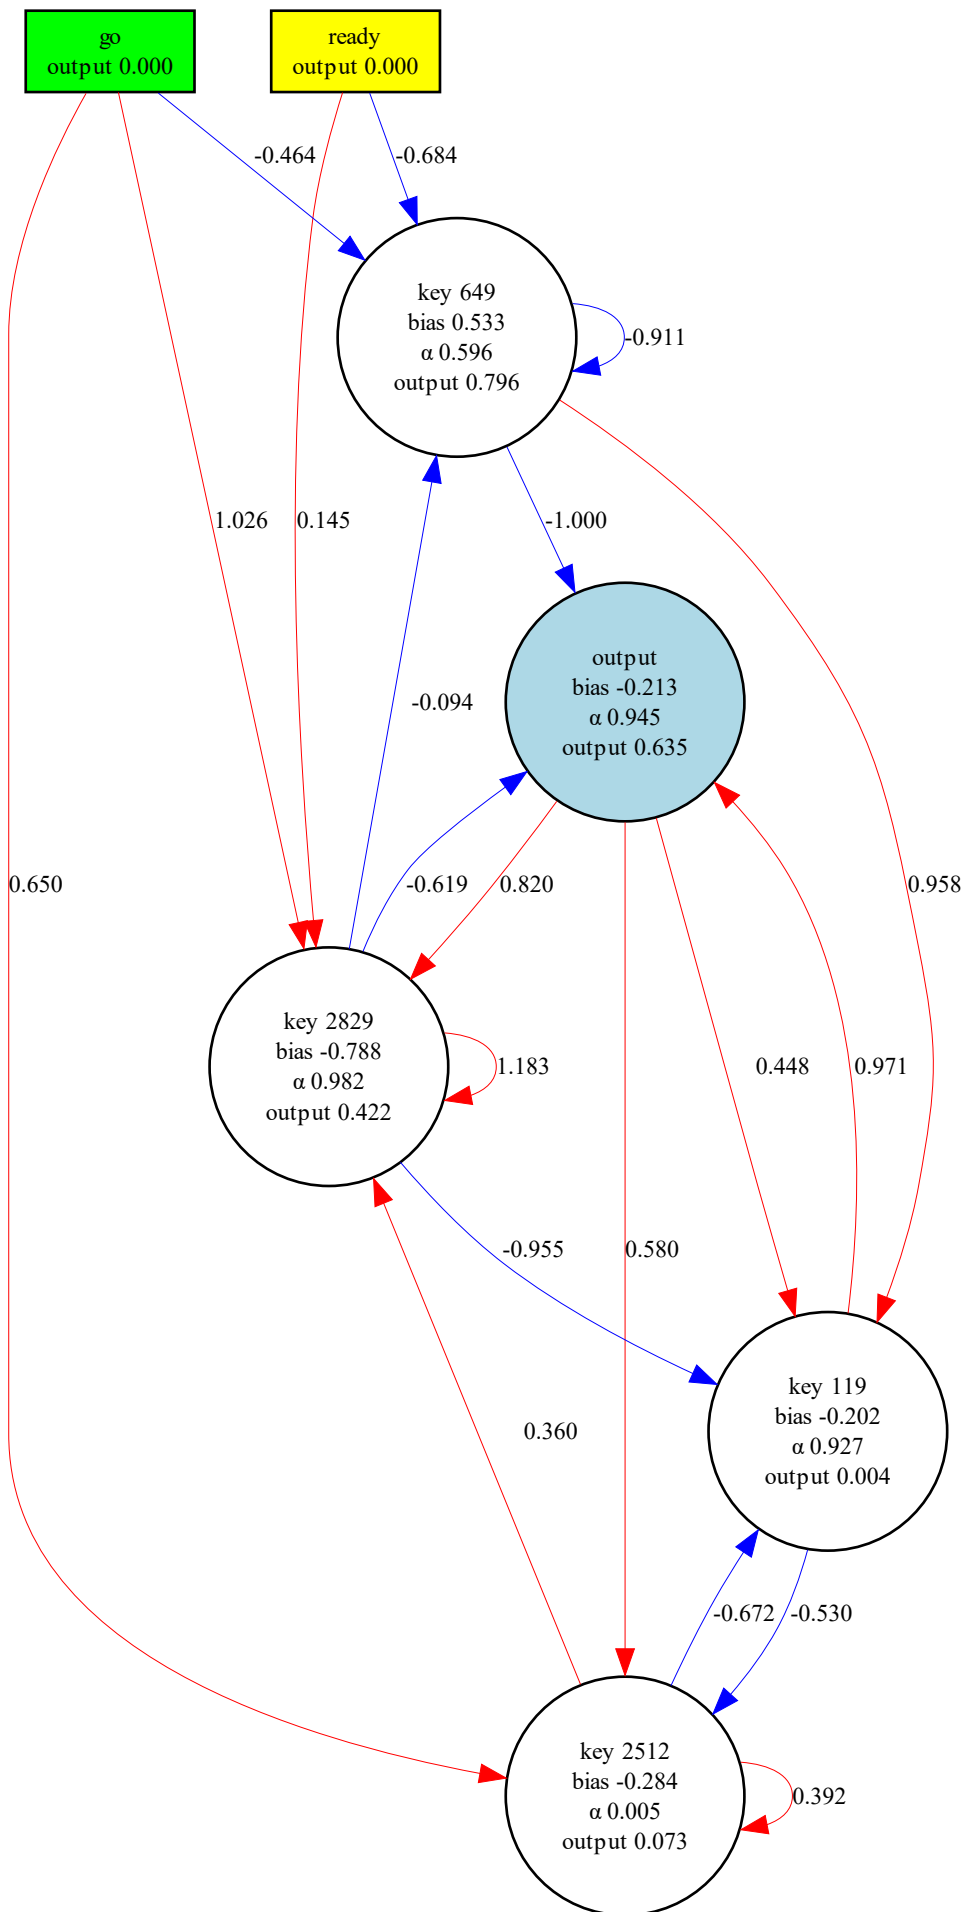 go
output 0.000
ready
output 0.000
-0.464
-0.684
key 649
bias 0.533
α 0.596
output 0.796
-0.911
1.026
0.145
-1.000
-0.094
output
bias -0.213
α 0.945
output 0.635
0.650
-0.619
0.820
0.958
key 2829
bias -0.788
α 0.982
output 0.422
1.183
0.448
0.971
-0.955
0.580
0.360
key 119
bias -0.202
α 0.927
output 0.004
-0.672
-0.530
key 2512
bias -0.284
α 0.005
output 0.073
0.392